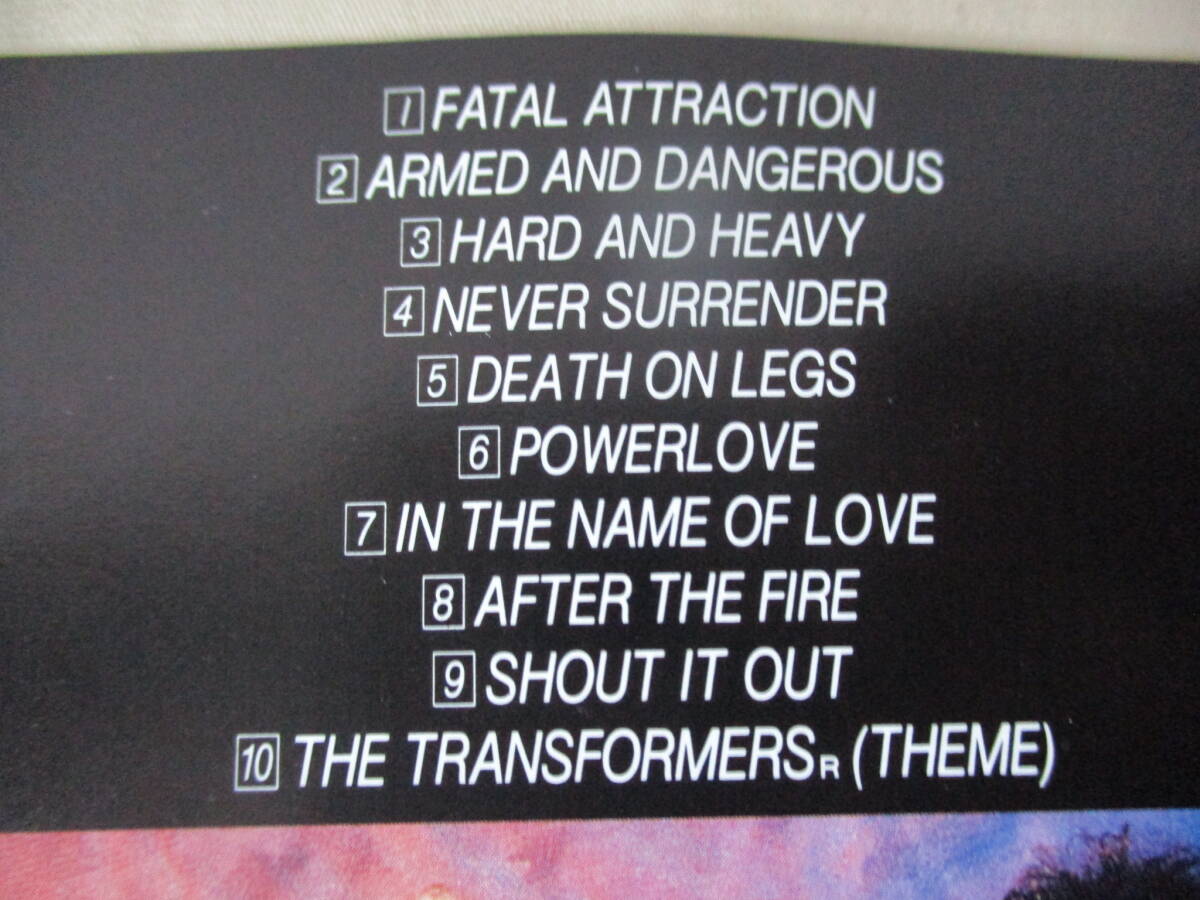 1 FATAL ATTRACTION
2 ARMED AND DANGEROUS
3 HARD AND HEAVY
4 NEVER SURRENDER
5 DEATH ON LEGS
6 POWERLOVE
7 IN THE NAME OF LOVE
8 AFTER THE FIRE
9 SHOUT IT OUT
10 THE TRANSFORMERSR (THEME)